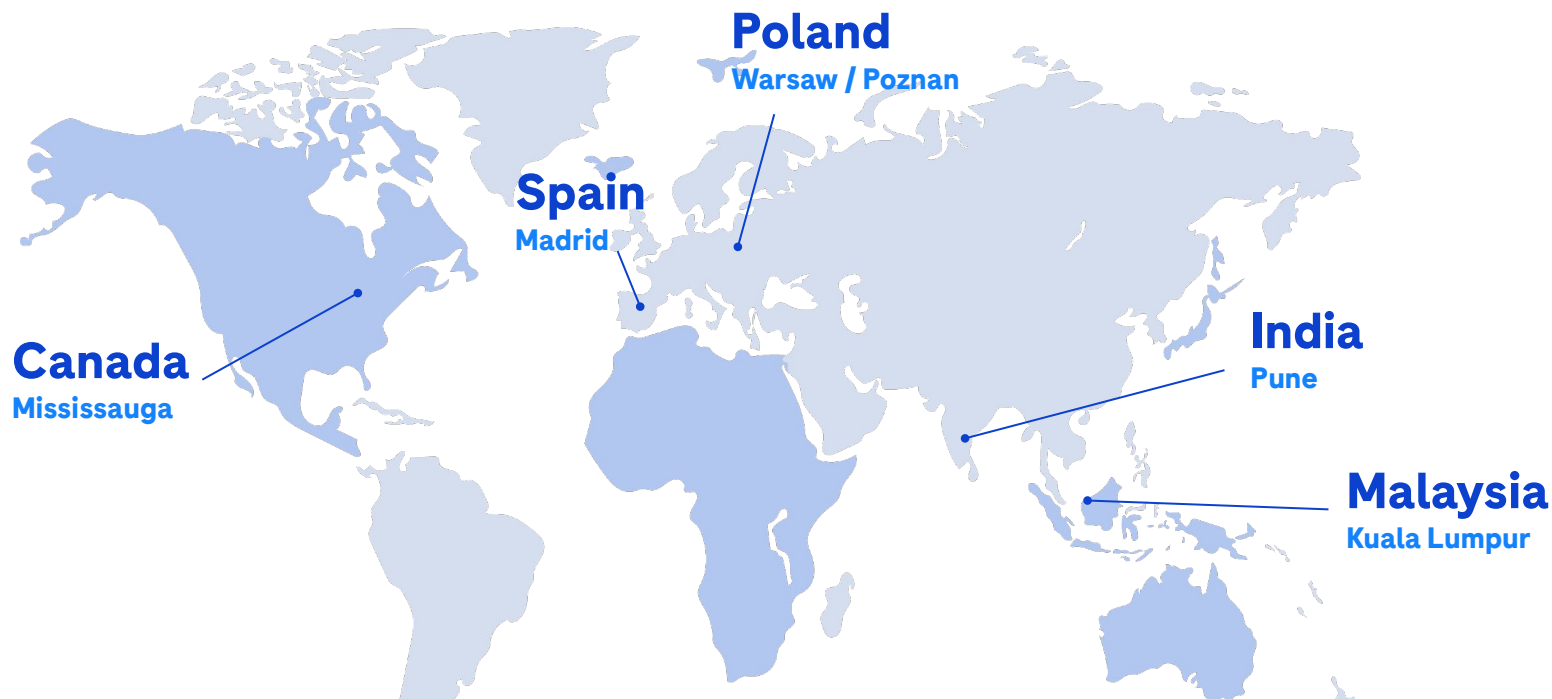 Poland
Warsaw / Poznan
Spain
Madrid
Canada
Mississauga
India
Pune
Malaysia
Kuala Lumpur